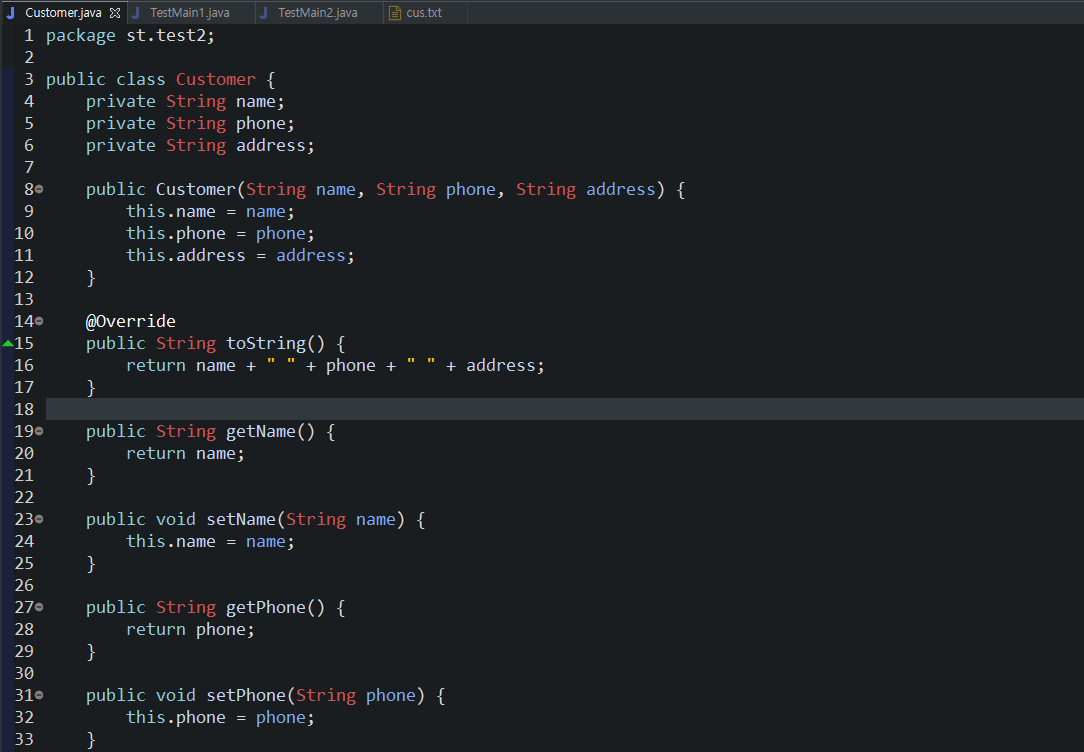 Customer.java TestMain1.java TestMain2.java cus.txt
1 package st.test2;
2
3 public class Customer {
4     private String name;
5     private String phone;
6     private String address;
7
8     public Customer(String name, String phone, String address) {
9         this.name = name;
10         this.phone = phone;
11         this.address = address;
12     }
13
14     @Override
15     public String toString() {
16         return name + " " + phone + " " + address;
17     }
18
19     public String getName() {
20         return name;
21     }
22
23     public void setName(String name) {
24         this.name = name;
25     }
26
27     public String getPhone() {
28         return phone;
29     }
30
31     public void setPhone(String phone) {
32         this.phone = phone;
33     }